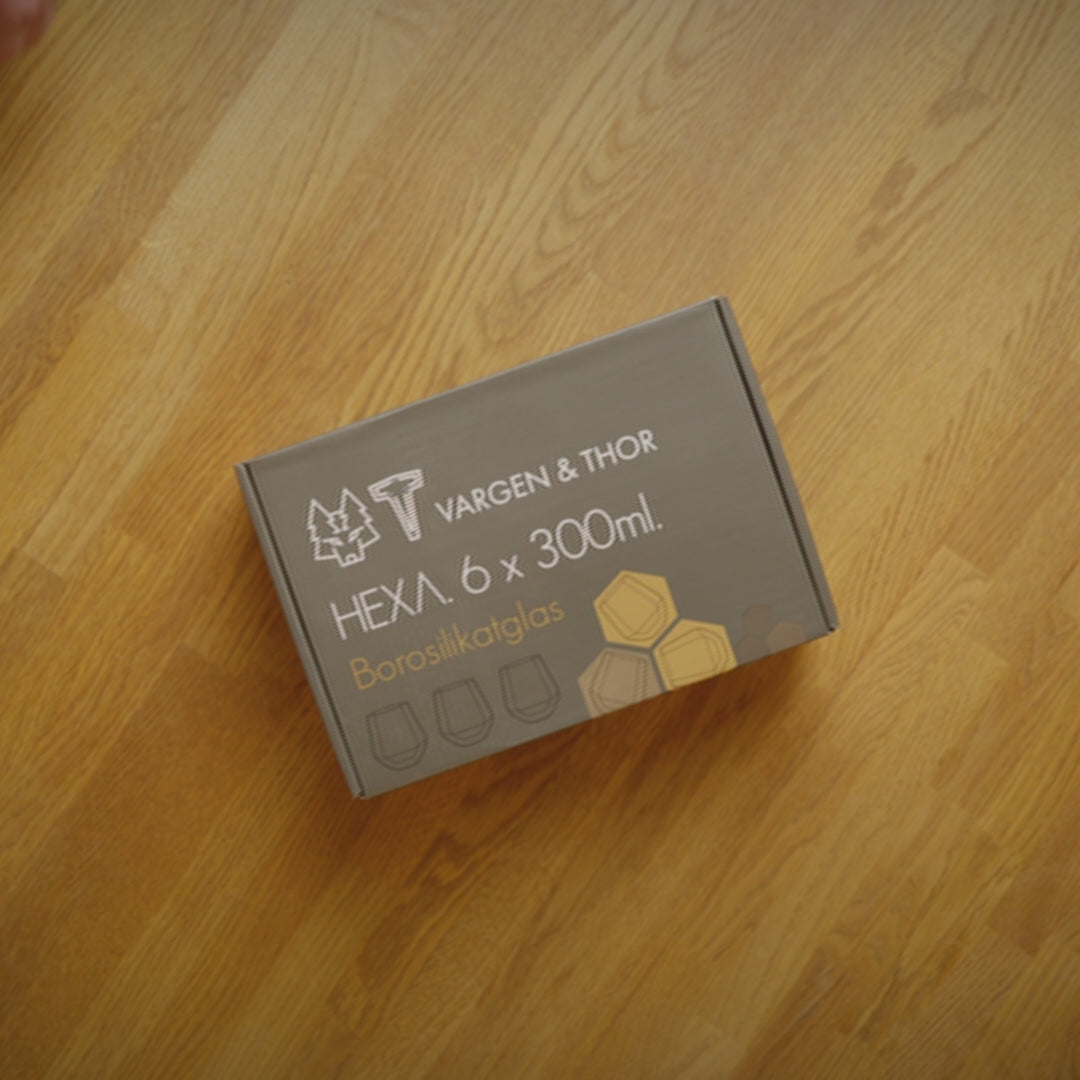 VARGEN & THOR
HEXA. 6 x 300ml.
Borosilikatglas